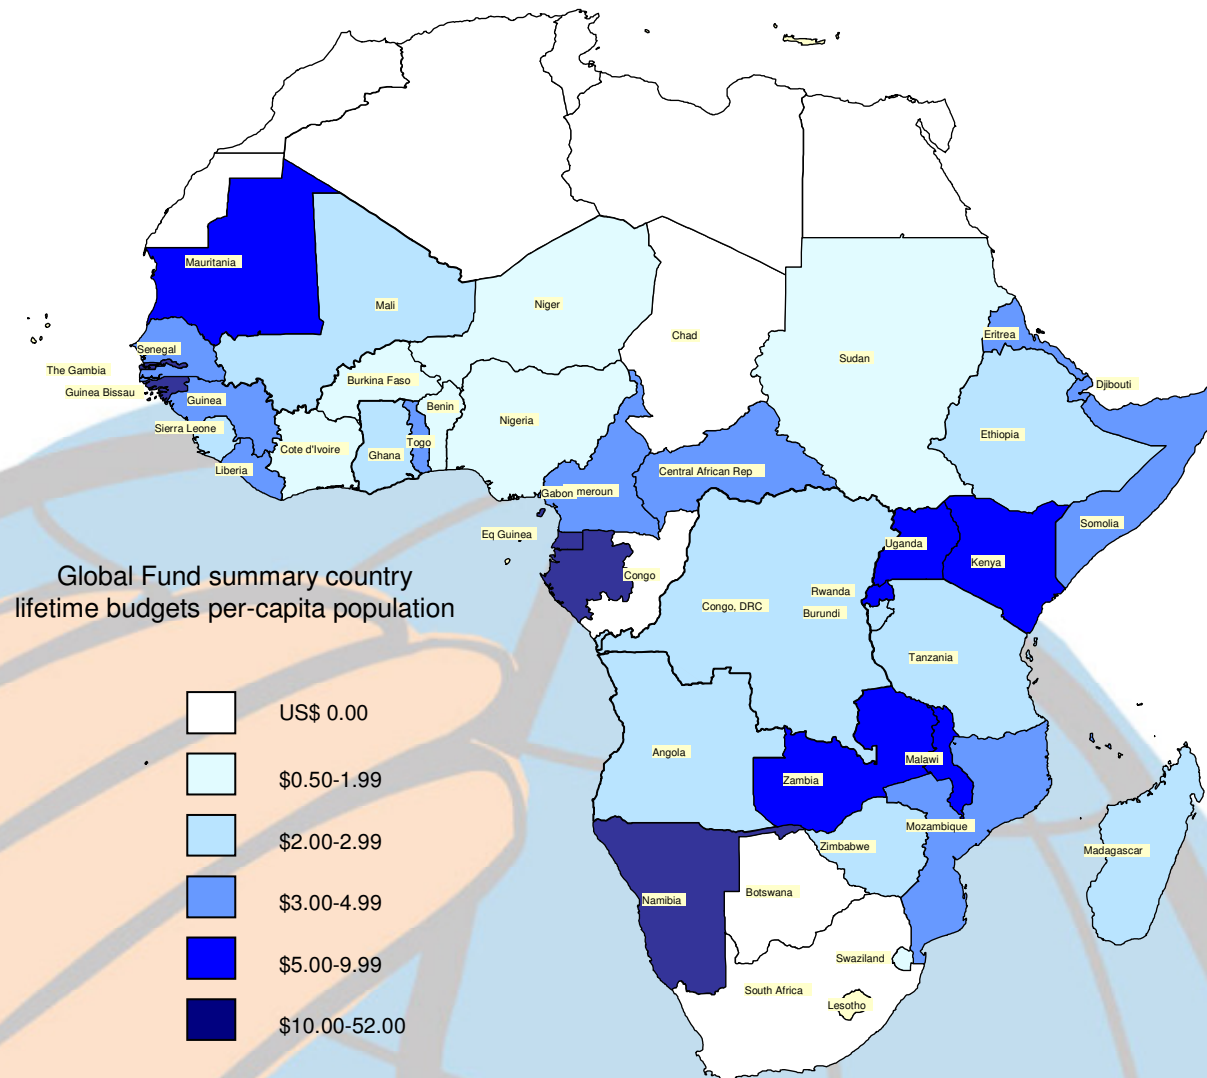 Mauritania
Mali
Niger
Chad
Sudan
Eritrea
Senegal
The Gambia
Djibouti
Guinea Bissau
Burkina Faso
Guinea
Benin
Nigeria
Sierra Leone
Ethiopia
Togo
Cote d'Ivoire
Ghana
Liberia
Central African Rep
Gabon
meroun
Somolia
Eq Guinea
Uganda
Kenya
Congo
Rwanda
Congo, DRC
Burundi
Global Fund summary country
lifetime budgets per-capita population
Tanzania
US$ 0.00
Angola
Malawi
$0.50-1.99
Zambia
Mozambique
$2.00-2.99
Zimbabwe
Madagascar
$3.00-4.99
Namibia
Botswana
$5.00-9.99
Swaziland
South Africa
Lesotho
$10.00-52.00